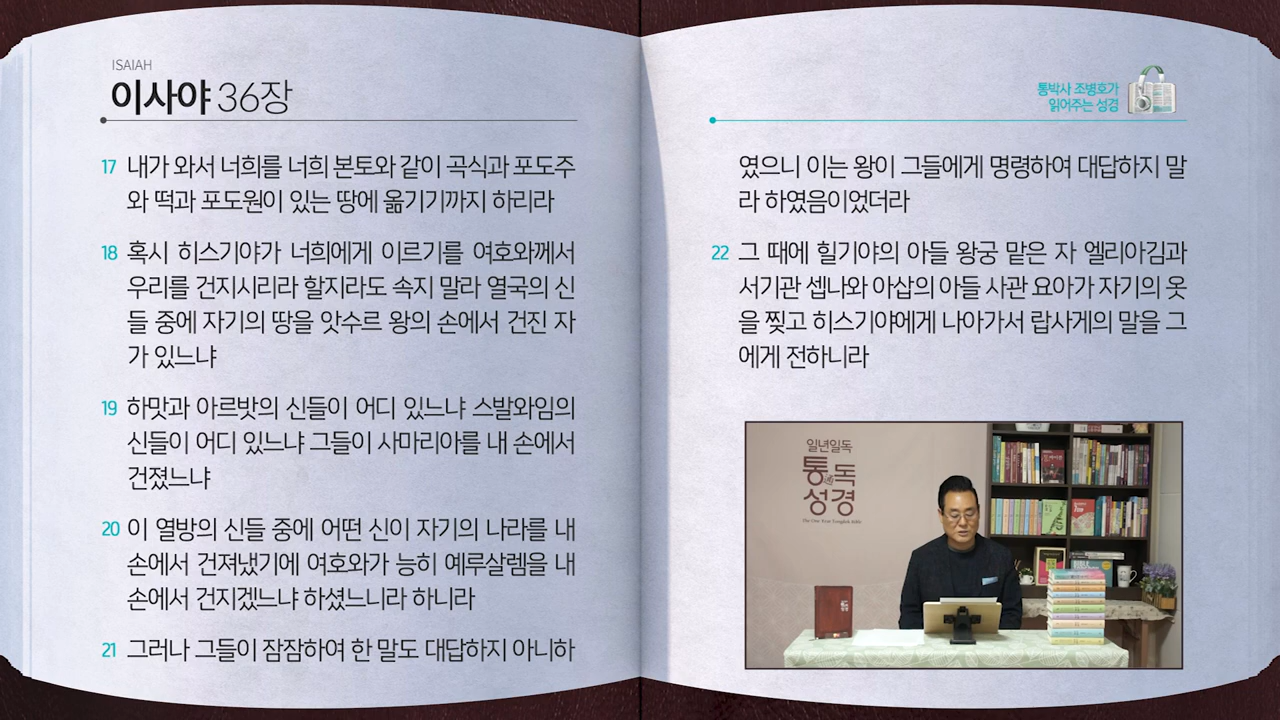 ISAIAH
이사야 36장
17 내가 와서 너희를 너희 본토와 같이 곡식과 포도주
와 떡과 포도원이 있는 땅에 옮기기까지 하리라
18 혹시 히스기야가 너희에게 이르기를 여호와께서
우리를 건지시리라 할지라도 속지 말라 열국의 신
들 중에 자기의 땅을 앗수르 왕의 손에서 건진 자
가 있느냐
19 하맛과 아르밧의 신들이 어디 있느냐 스발와임의
신들이 어디 있느냐 그들이 사마리아를 내 손에서
건졌느냐
20 이 열방의 신들 중에 어떤 신이 자기의 나라를 내
손에서 건져냈기에 여호와가 능히 예루살렘을 내
손에서 건지겠느냐 하셨느니라 하니라
21 그러나 그들이 잠잠하여 한 말도 대답하지 아니하
통박사 조병호가
읽어주는 성경
였으니 이는 왕이 그들에게 명령하여 대답하지 말
라 하였음이었더라
22 그 때에 힐기야의 아들 왕궁 맡은 자 엘리아김과
서기관 셉나와 아삽의 아들 사관 요아가 자기의 옷
을 찢고 히스기야에게 나아가서 랍사게의 말을 그
에게 전하니라
일년일독
통독
성경
The One Year Tongdok Bible